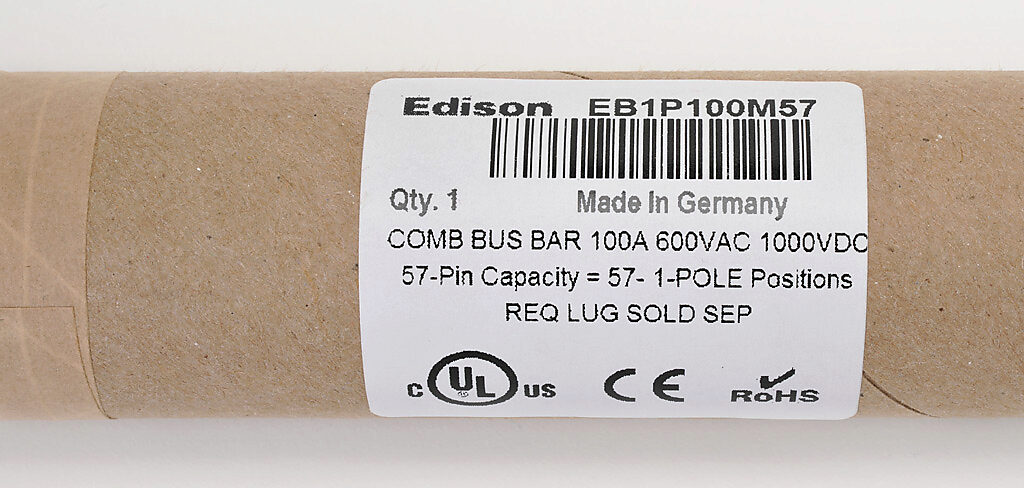 Edison EB1P100M57
Qty. 1 Made In Germany
COMB BUS BAR 100A 600VAC 1000VDC
57-Pin Capacity = 57- 1-POLE Positions
REQ LUG SOLD SEP
C UL US CE RoHS